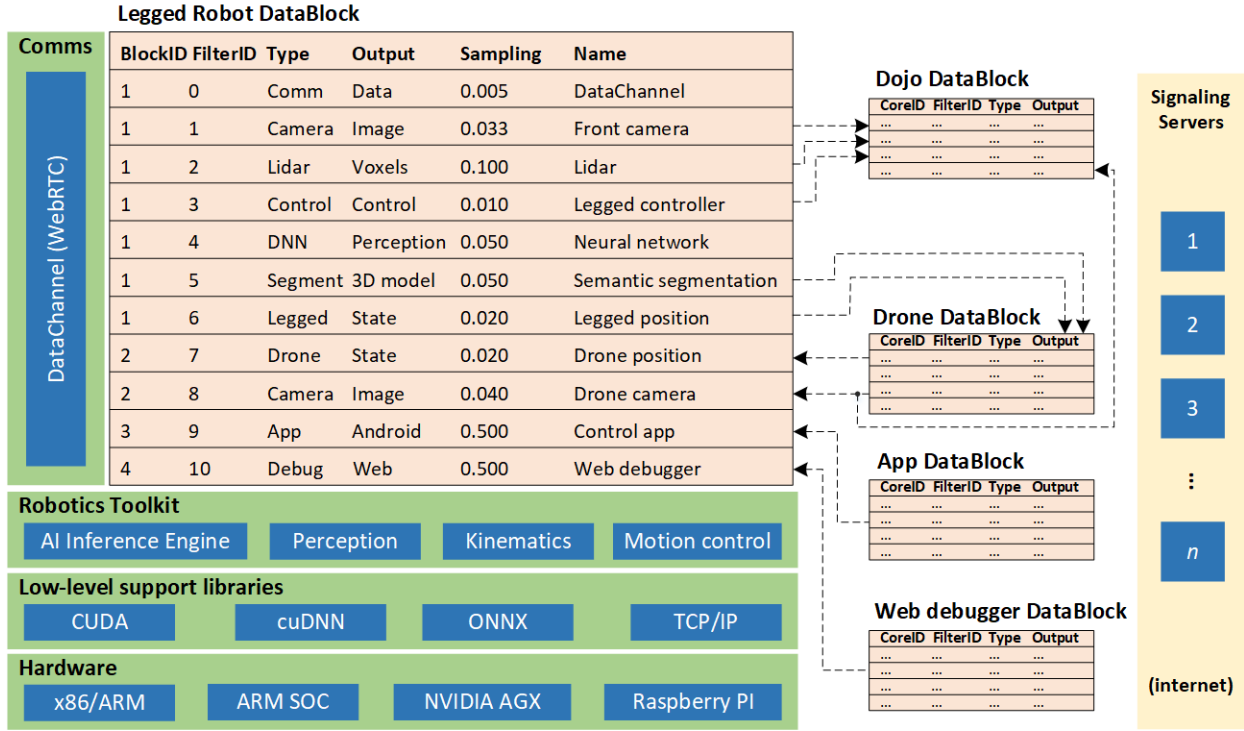 Legged Robot DataBlock
Comms
DataChannel (WebRTC)
BlockID FilterID Type Output Sampling Name
1 0 Comm Data 0.005 DataChannel
1 1 Camera Image 0.033 Front camera
1 2 Lidar Voxels 0.100 Lidar
1 3 Control Control 0.010 Legged controller
1 4 DNN Perception 0.050 Neural network
1 5 Segment 3D model 0.050 Semantic segmentation
1 6 Legged State 0.020 Legged position
2 7 Drone State 0.020 Drone position
2 8 Camera Image 0.040 Drone camera
3 9 App Android 0.500 Control app
4 10 Debug Web 0.500 Web debugger
Robotics Toolkit
AI Inference Engine Perception Kinematics Motion control
Low-level support libraries
CUDA cuDNN ONNX TCP/IP
Hardware
x86/ARM ARM SOC NVIDIA AGX Raspberry PI
Dojo DataBlock
CoreID FilterID Type Output
... ... ... ...
... ... ... ...
... ... ... ...
... ... ... ...
Drone DataBlock
CoreID FilterID Type Output
... ... ... ...
... ... ... ...
... ... ... ...
... ... ... ...
App DataBlock
CoreID FilterID Type Output
... ... ... ...
... ... ... ...
... ... ... ...
... ... ... ...
Web debugger DataBlock
CoreID FilterID Type Output
... ... ... ...
... ... ... ...
... ... ... ...
... ... ... ...
Signaling
Servers
1
2
3
⋮
n
(internet)